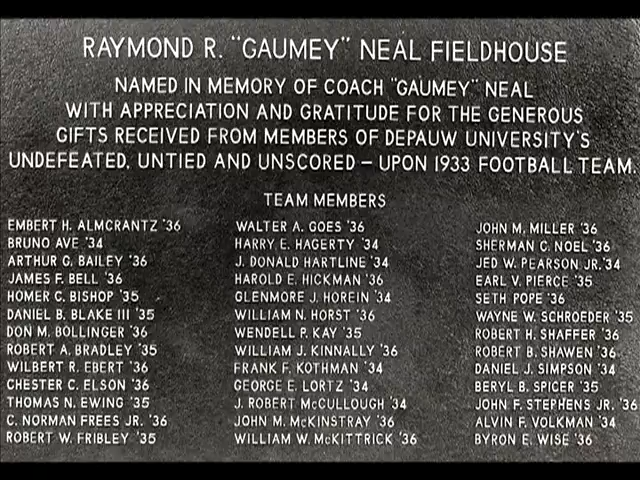 RAYMOND R. "GAUMEY" NEAL FIELDHOUSE
NAMED IN MEMORY OF COACH "GAUMEY" NEAL
WITH APPRECIATION AND GRATITUDE FOR THE GENEROUS
GIFTS RECEIVED FROM MEMBERS OF DEPAUW UNIVERSITY'S
UNDEFEATED, UNTIED AND UNSCORED – UPON 1933 FOOTBALL TEAM.
TEAM MEMBERS
EMBERT H. ALMCRANTZ '36
BRUNO AVE '34
ARTHUR G. BAILEY '36
JAMES F. BELL '36
HOMER C. BISHOP '35
DANIEL B. BLAKE III '35
DON M. BOLLINGER '36
ROBERT A. BRADLEY '35
WILBERT R. EBERT '36
CHESTER C. ELSON '36
THOMAS N. EWING '35
C. NORMAN FREES JR. '36
ROBERT W. FRIBLEY '35
WALTER A. GOES '36
HARRY E. HAGERTY '34
J. DONALD HARTLINE '34
HAROLD E. HICKMAN '36
GLENMORE J. HOREIN '34
WILLIAM N. HORST '36
WENDELL P. KAY '35
WILLIAM J. KINNALLY '36
FRANK F. KOTHMAN '34
GEORGE E. LORTZ '34
J. ROBERT McCULLOUGH '34
JOHN M. McKINSTRAY '36
WILLIAM W. McKITTRICK '36
JOHN M. MILLER '36
SHERMAN C. NOEL '36
JED W. PEARSON JR. '34
EARL V. PIERCE '35
SETH POPE '36
WAYNE W. SCHROEDER '35
ROBERT H. SHAFFER '36
ROBERT B. SHAWEN '36
DANIEL J. SIMPSON '34
BERYL B. SPICER '35
JOHN F. STEPHENS JR. '36
ALVIN F. VOLKMAN '34
BYRON E. WISE '36